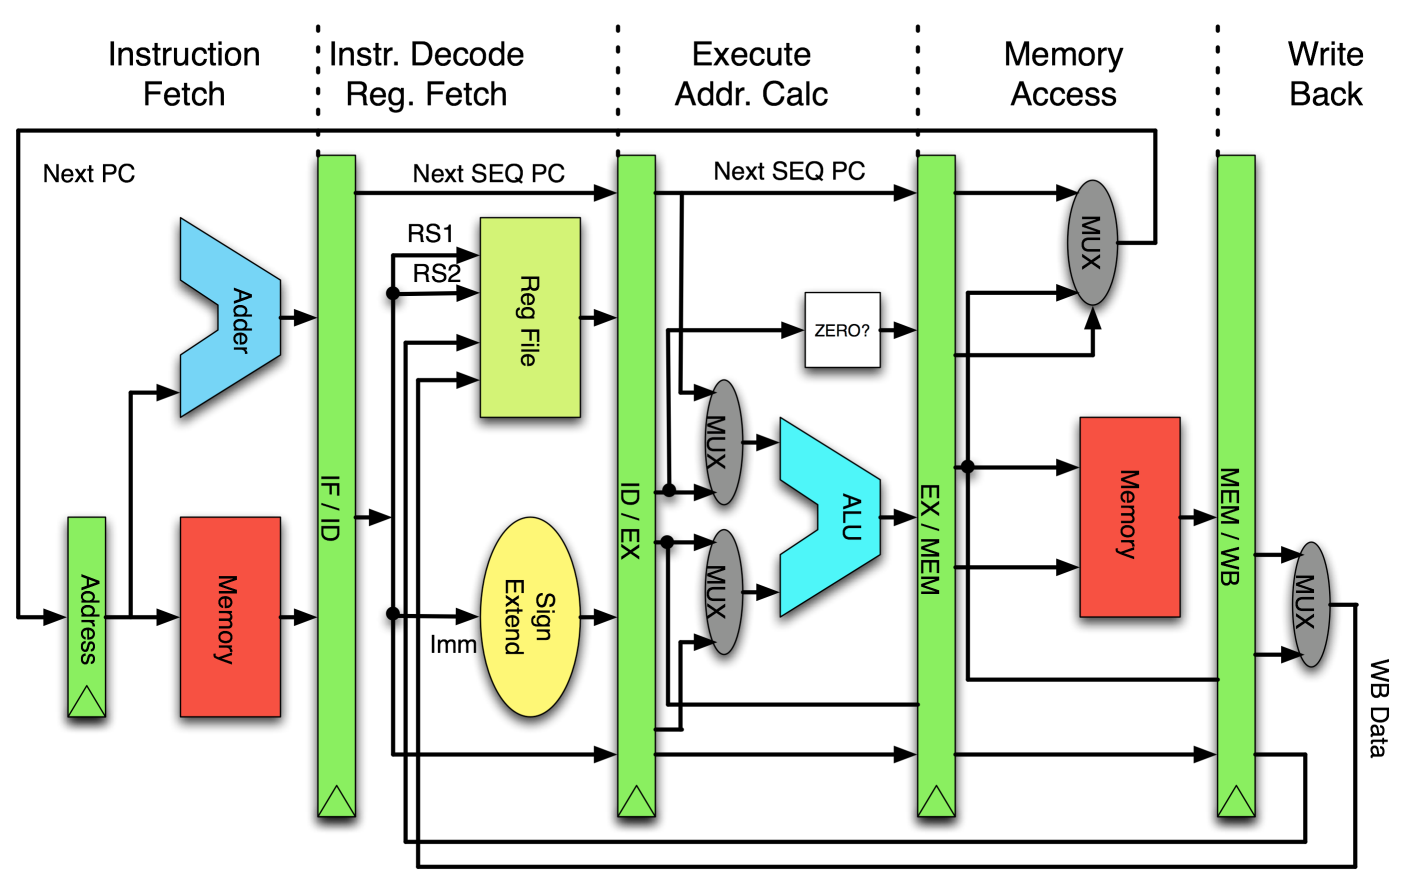 Instruction
Fetch
Instr. Decode
Reg. Fetch
Execute
Addr. Calc
Memory
Access
Write
Back
Next PC
Next SEQ PC
Next SEQ PC
RS1
RS2
Reg File
Adder
MUX
ZERO?
MUX
ALU
IF / ID
ID / EX
EX / MEM
MEM / WB
Memory
Address
Memory
Sign
Extend
Imm
MUX
MUX
WB Data